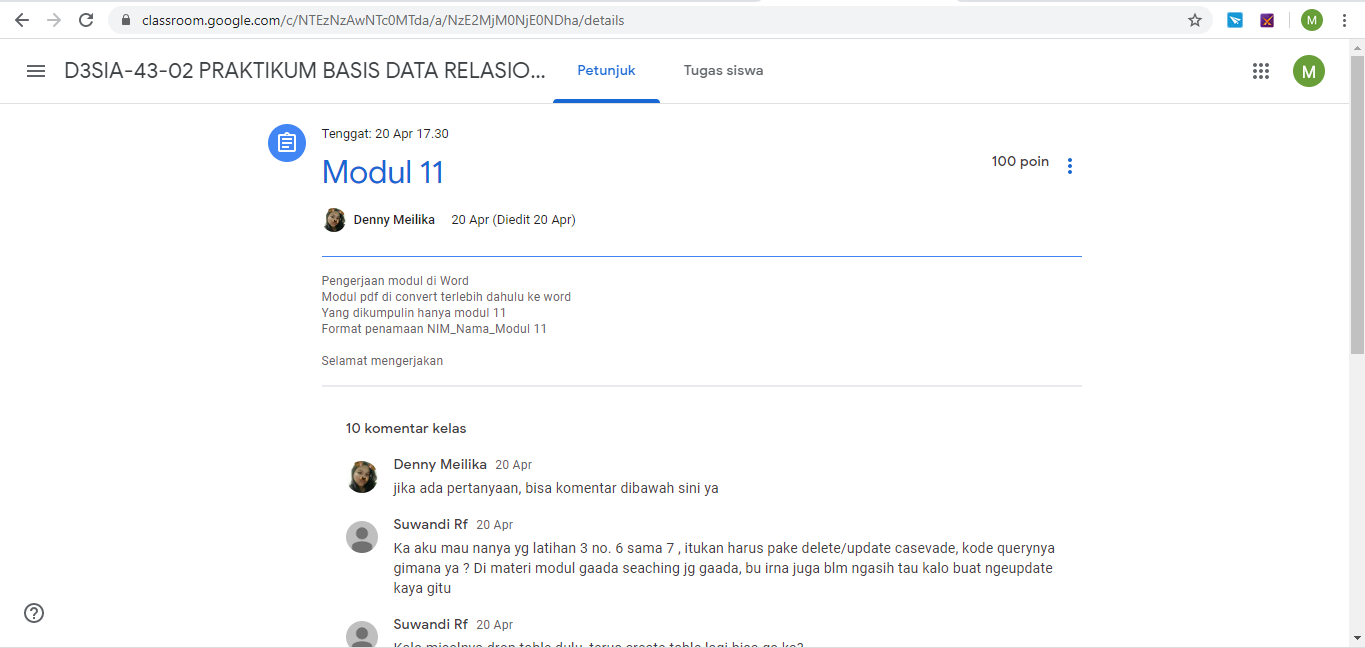 classroom.google.com/c/NTEzNzAwNTc0MTda/a/NzE2MjM0NjE0NDha/details
M
D3SIA-43-02 PRAKTIKUM BASIS DATA RELASIO...
Petunjuk
Tugas siswa
M
Tenggat: 20 Apr 17.30
Modul 11
100 poin
Denny Meilika 20 Apr (Diedit 20 Apr)
Pengerjaan modul di Word
Modul pdf di convert terlebih dahulu ke word
Yang dikumpulin hanya modul 11
Format penamaan NIM_Nama_Modul 11
Selamat mengerjakan
10 komentar kelas
Denny Meilika 20 Apr
jika ada pertanyaan, bisa komentar dibawah sini ya
Suwandi Rf 20 Apr
Ka aku mau nanya yg latihan 3 no. 6 sama 7 , itukan harus pake delete/update casevade, kode querynya
gimana ya ? Di materi modul gaada seaching jg gaada, bu irna juga blm ngasih tau kalo buat ngeupdate
kaya gitu
Suwandi Rf 20 Apr